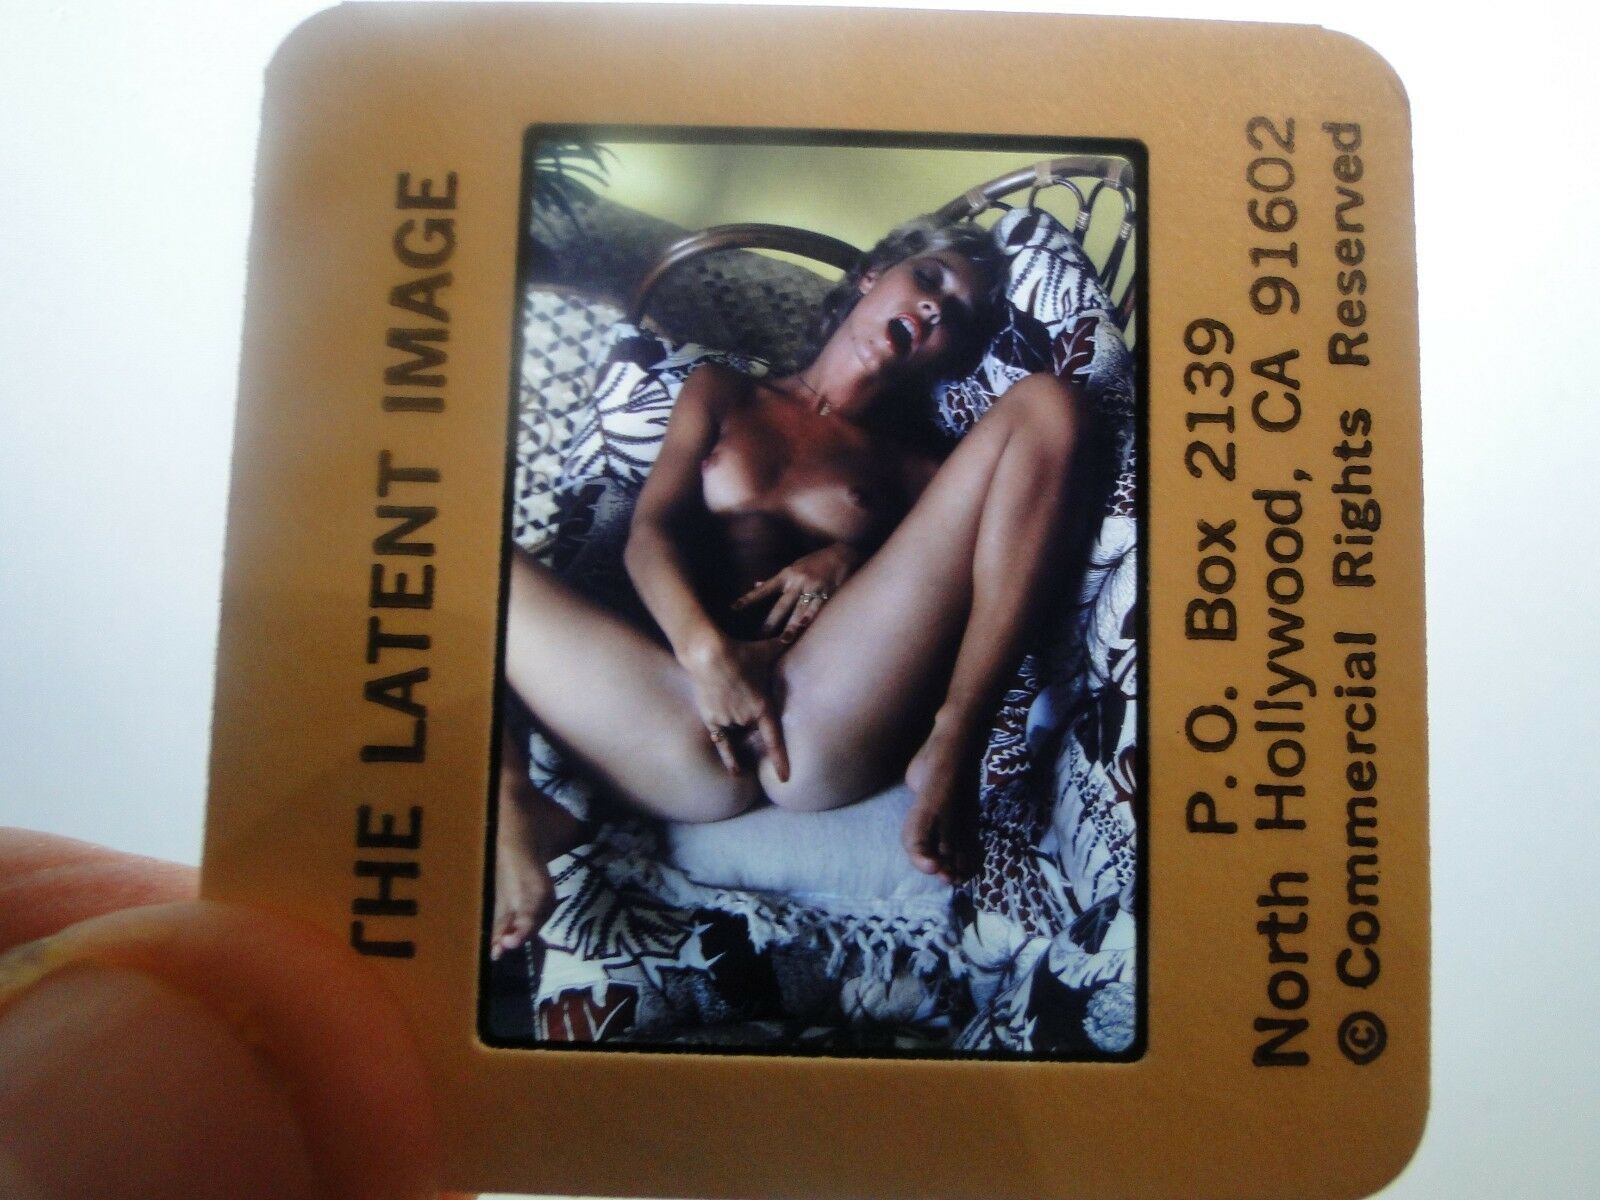 THE LATENT IMAGE
P.O. Box 2139
North Hollywood, CA 91602
© Commercial Rights Reserved